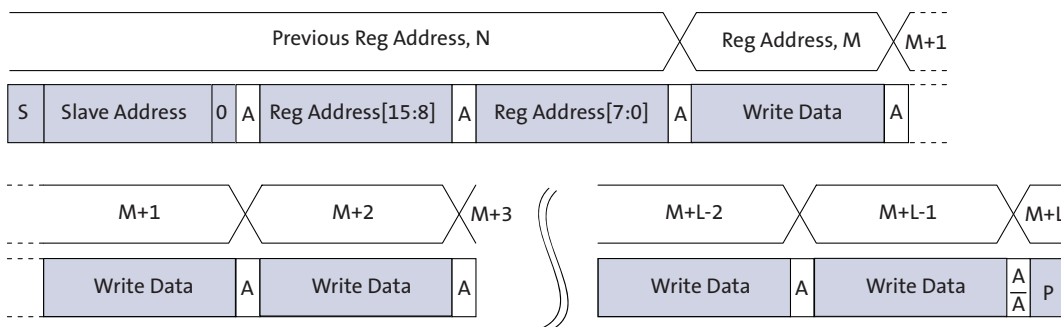 Previous Reg Address, N Reg Address, M M+1
S Slave Address 0 A Reg Address[15:8] A Reg Address[7:0] A Write Data A
M+1 M+2 M+3 M+L-2 M+L-1 M+L
Write Data A Write Data A Write Data A Write Data A P
A